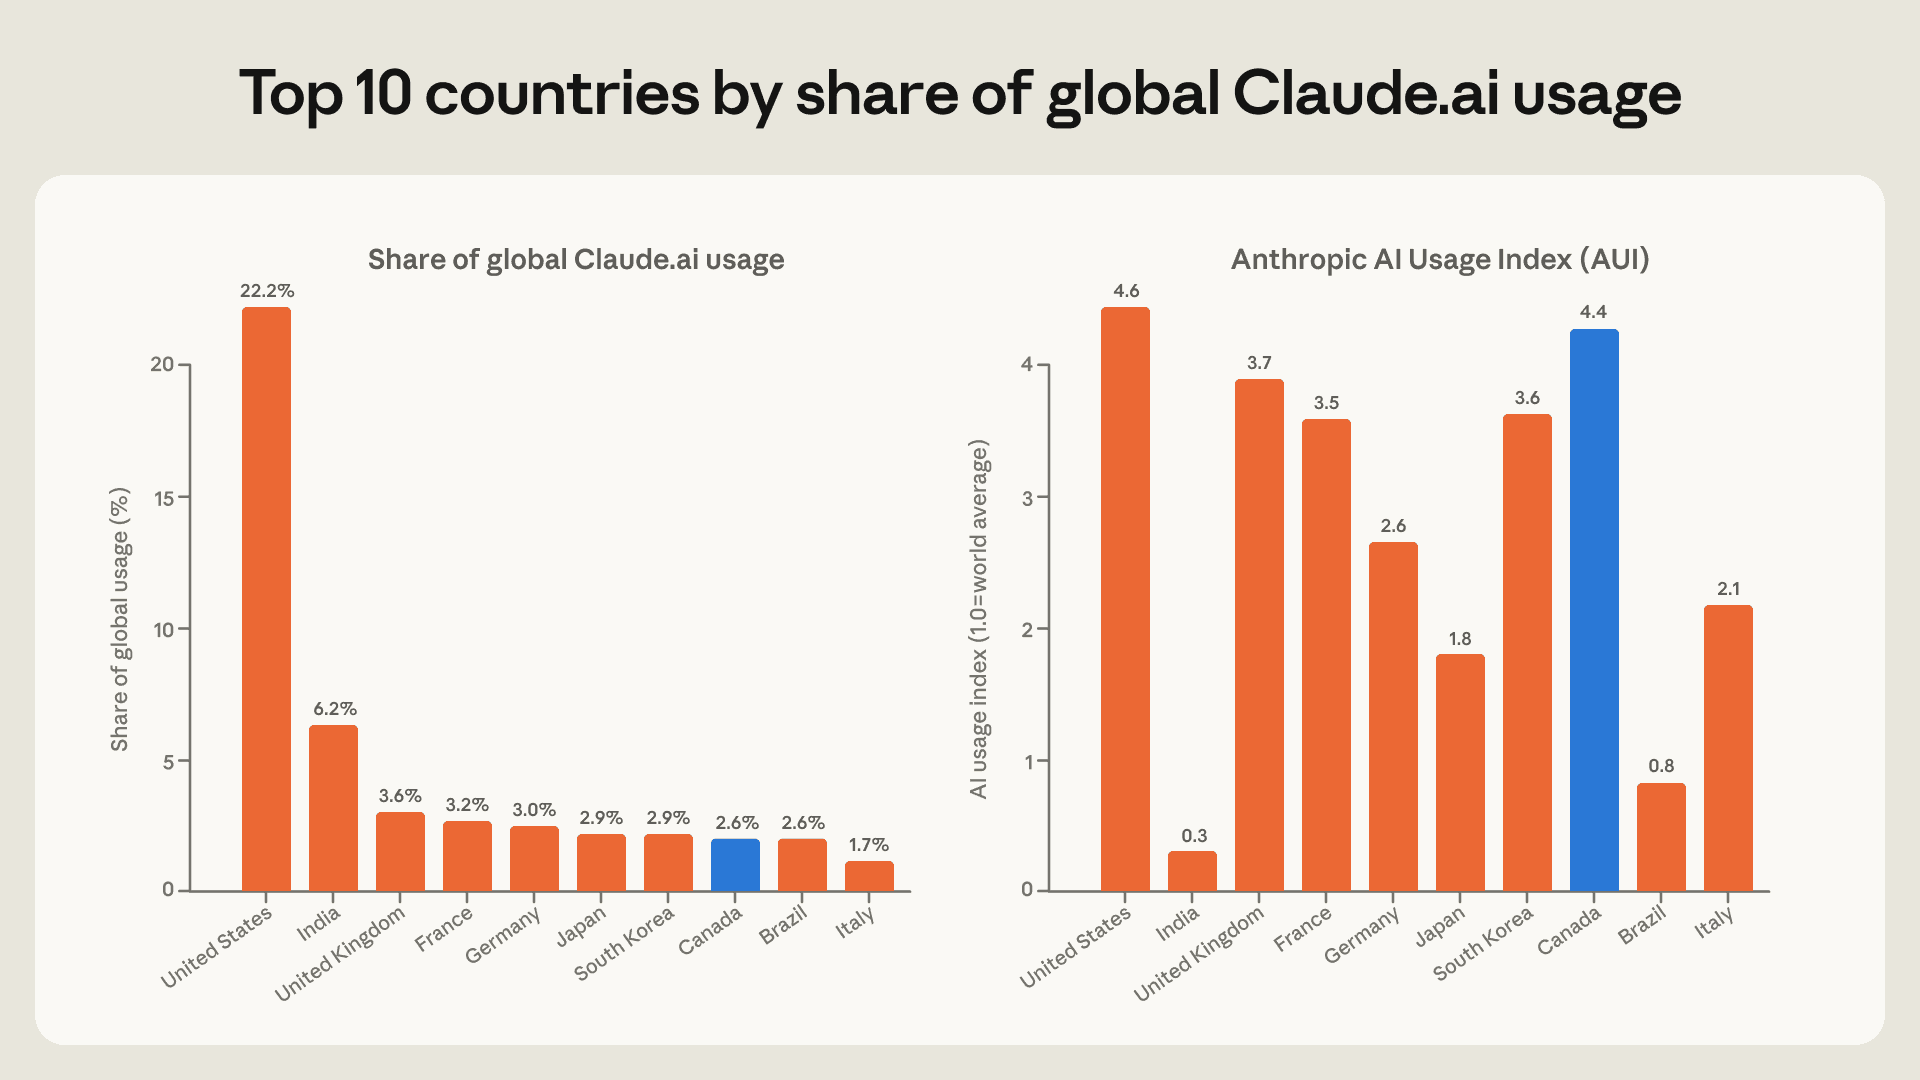 Top 10 countries by share of global Claude.ai usage
Share of global Claude.ai usage
Share of global usage (%)
20
15
10
5
0
22.2%
6.2%
3.6%
3.2%
3.0%
2.9%
2.9%
2.6%
2.6%
1.7%
United States
India
United Kingdom
France
Germany
Japan
South Korea
Canada
Brazil
Italy
Anthropic AI Usage Index (AUI)
AI usage index (1.0=world average)
4
3
2
1
0
4.6
0.3
3.7
3.5
2.6
1.8
3.6
4.4
0.8
2.1
United States
India
United Kingdom
France
Germany
Japan
South Korea
Canada
Brazil
Italy